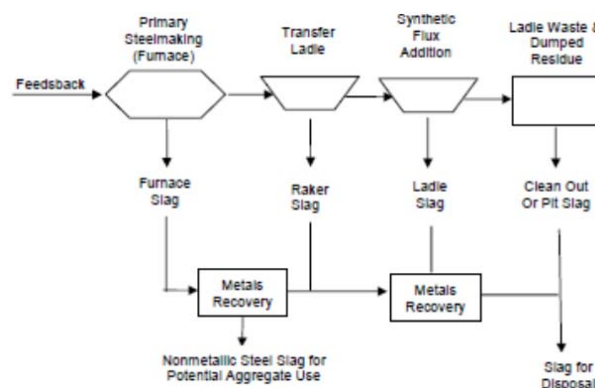 Primary
Steelmaking
(Furnace)
Transfer
Ladle
Synthetic
Flux
Addition
Ladle Waste &
Dumped
Residue
Feedsback
Furnace
Slag
Raker
Slag
Ladle
Slag
Clean Out
Or Pit Slag
Metals
Recovery
Metals
Recovery
Nonmetallic Steel Slag for
Potential Aggregate Use
Slag for
Disposal